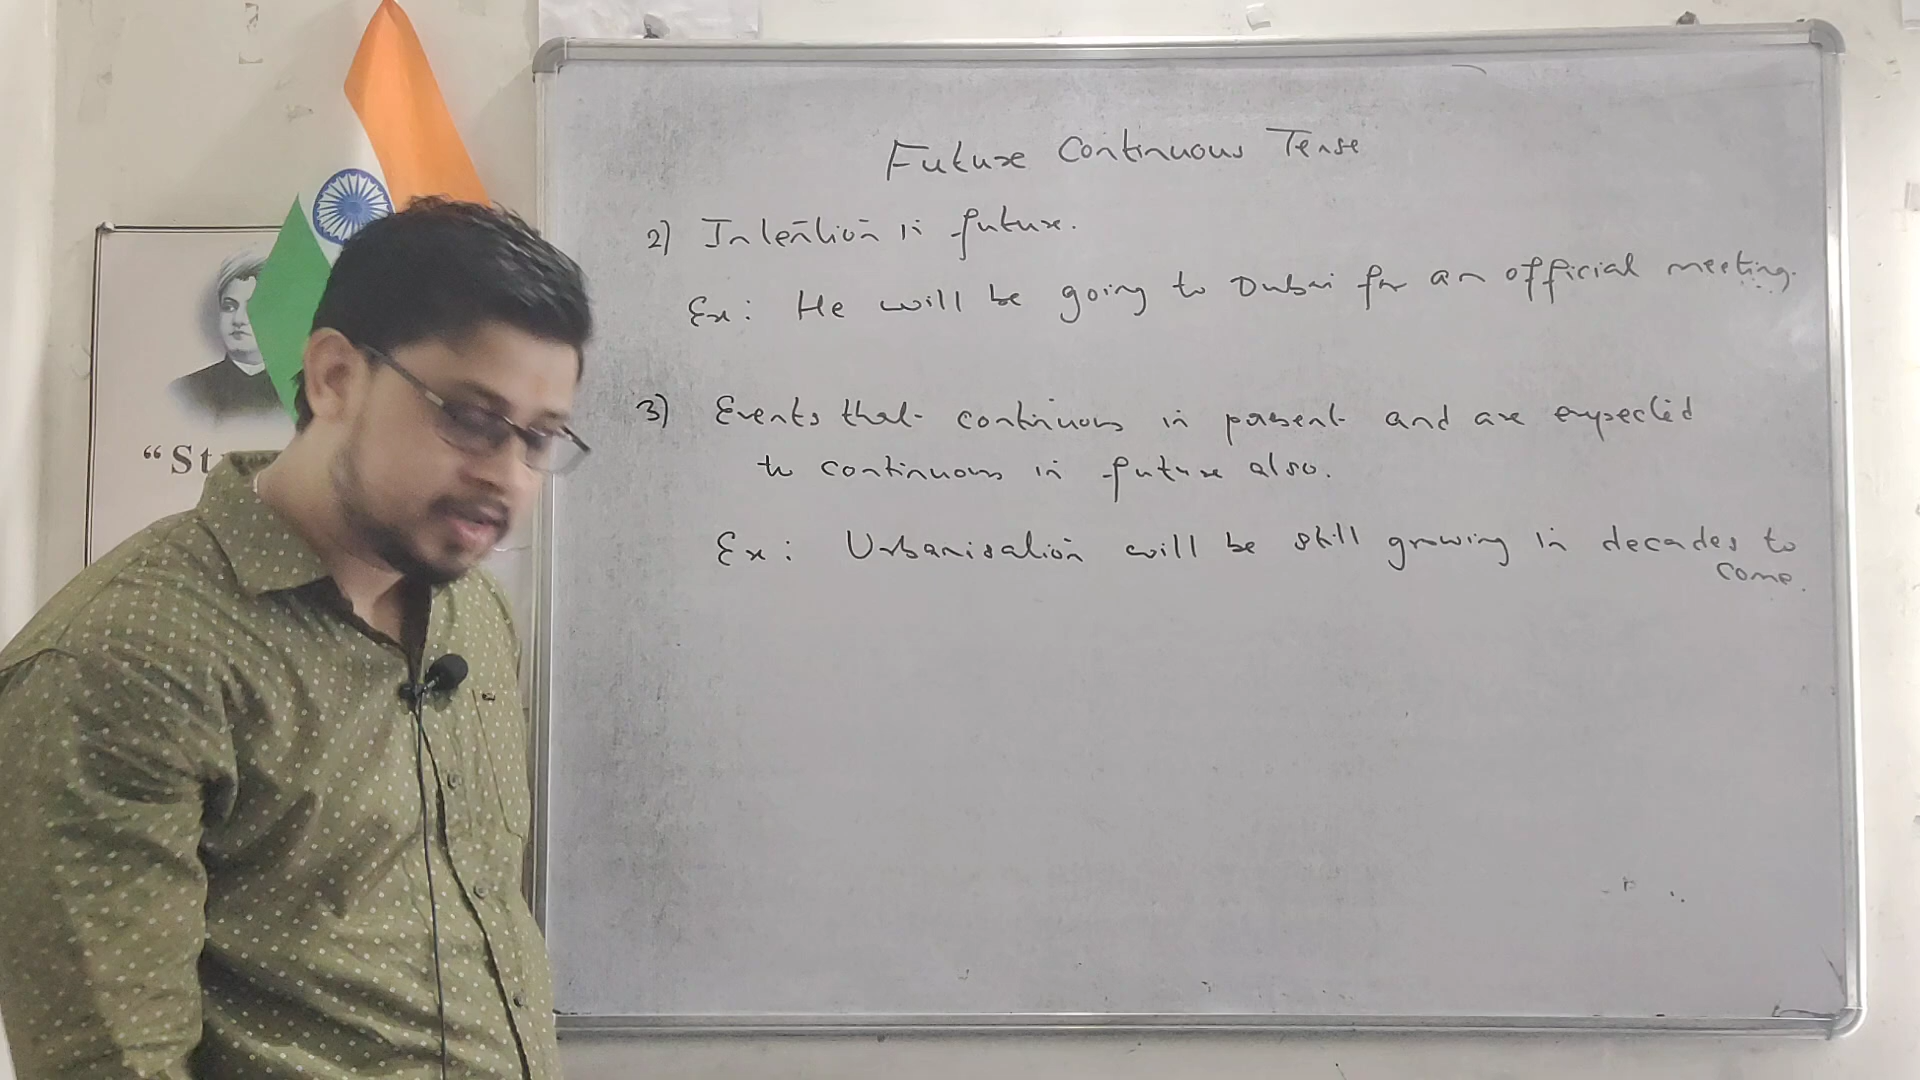 Future Continuous Tense
2) Intention in future.
Ex: He will be going to Dubai for an official meeting.
3) Events that continuous in present and are expected
to continuous in future also.
Ex: Urbanisation will be still growing in decades to
come.
“St